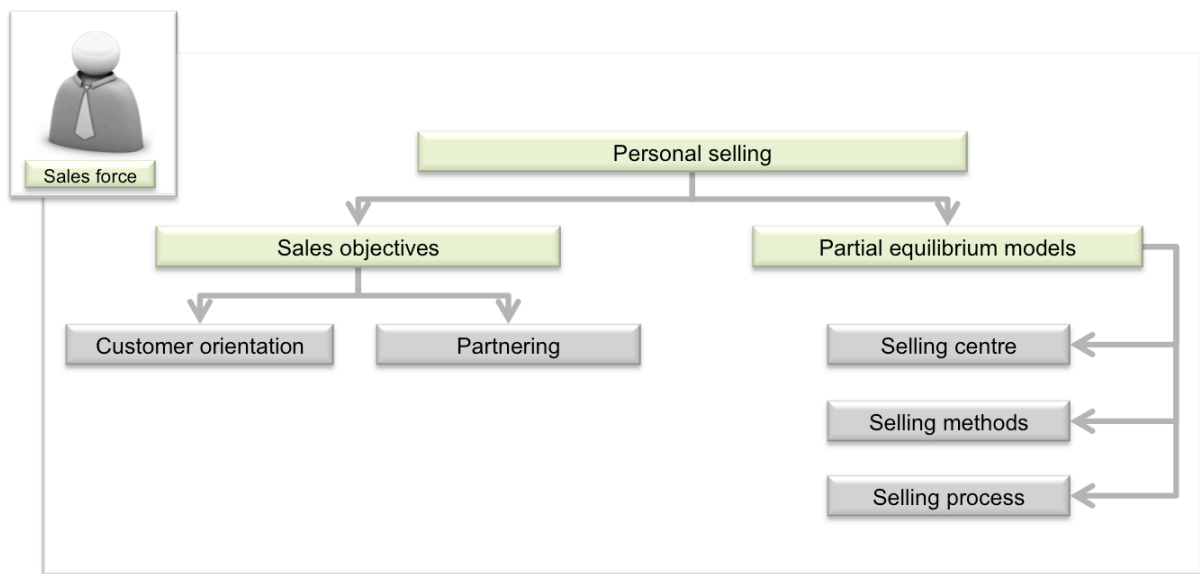 Sales force
Personal selling
Sales objectives
Partial equilibrium models
Customer orientation
Partnering
Selling centre
Selling methods
Selling process